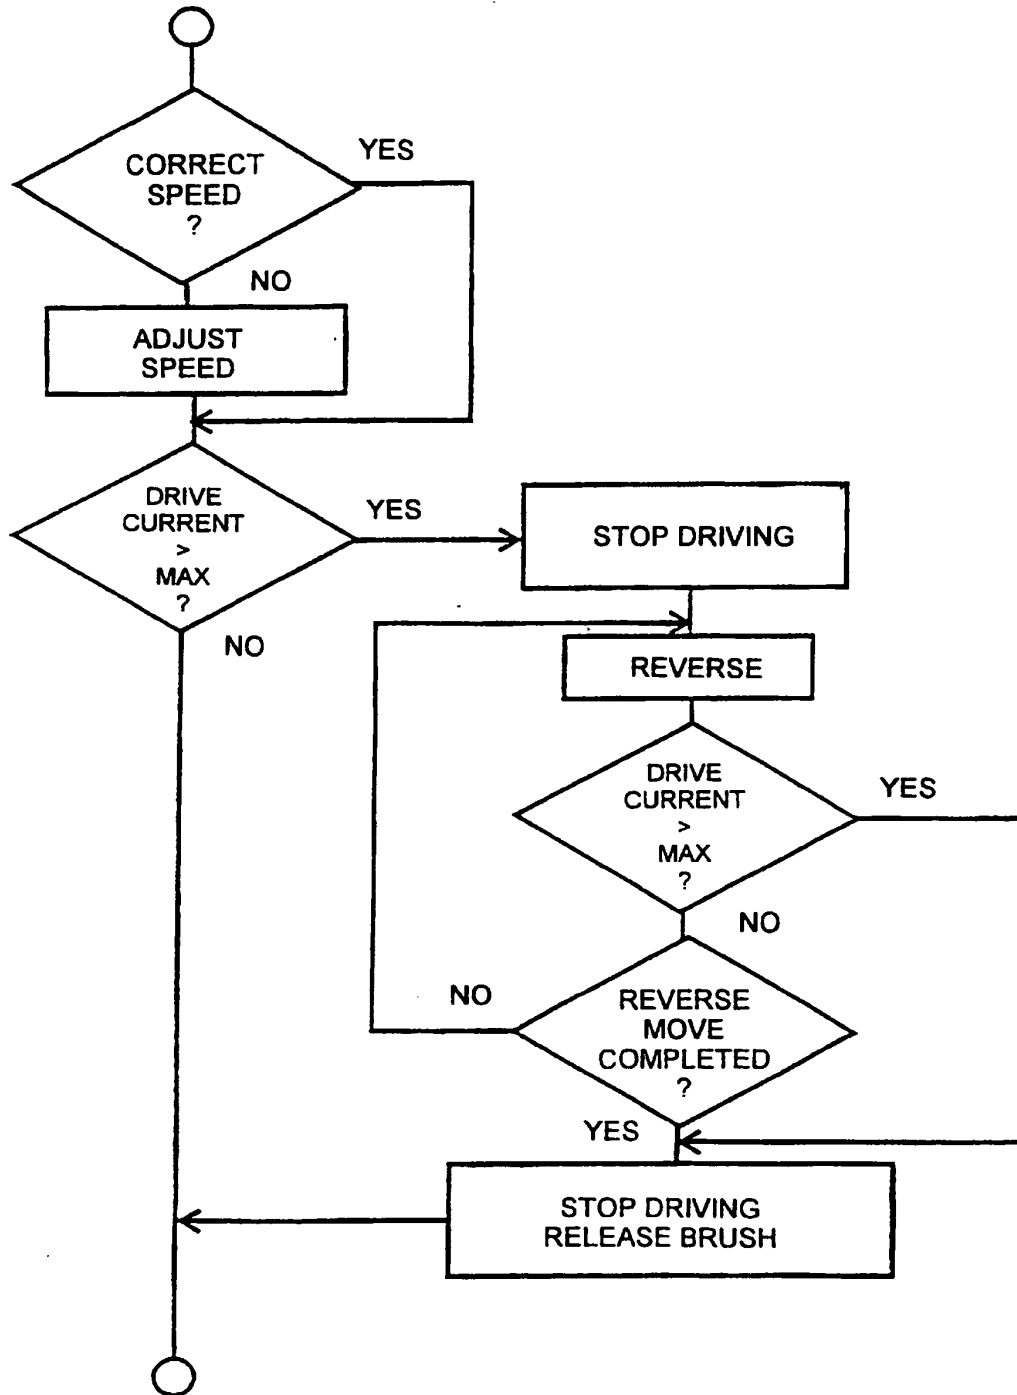 YES
CORRECT
SPEED
?
NO
ADJUST
SPEED
DRIVE
CURRENT
>
MAX
?
YES
NO
STOP DRIVING
REVERSE
DRIVE
CURRENT
>
MAX
?
YES
NO
NO
REVERSE
MOVE
COMPLETED
?
YES
STOP DRIVING
RELEASE BRUSH